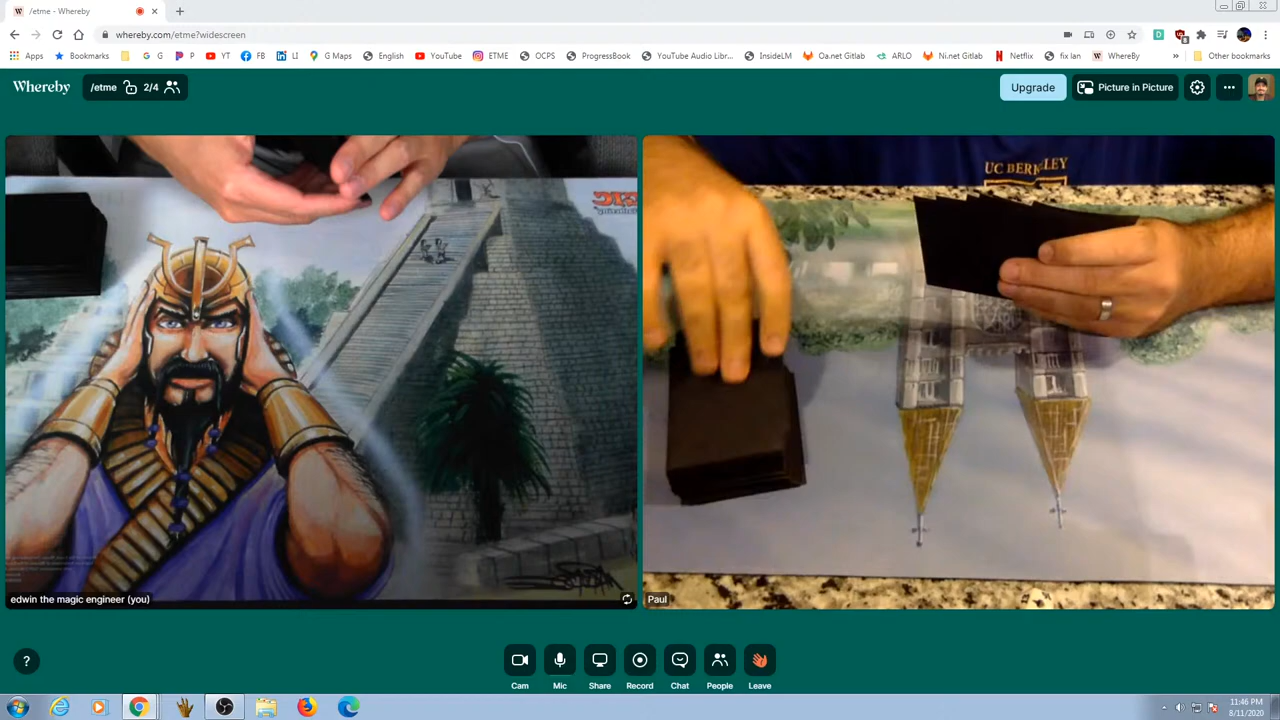 /etme - Whereby
whereby.com/etme?widescreen
Apps Bookmarks G P YT FB LI G Maps English YouTube ETME OCPS ProgressBook YouTube Audio Libr... InsideLM Oa.net Gitlab ARLO Ni.net Gitlab Netflix fix lan WhereBy » Other bookmarks
Whereby /etme 2/4 Upgrade Picture in Picture
UC BERKELEY
edwin the magic engineer (you)
Paul
? Cam Mic Share Record Chat People Leave
11:46 PM
8/11/2020